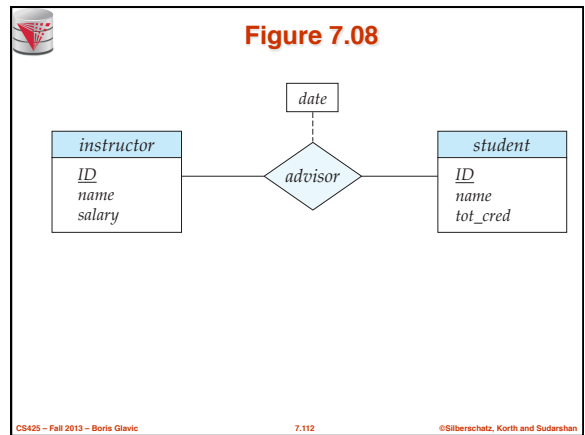 Figure 7.08
date
instructor
ID
name
salary
advisor
student
ID
name
tot_cred
CS425 – Fall 2013 – Boris Glavic
7.112
©Silberschatz, Korth and Sudarshan